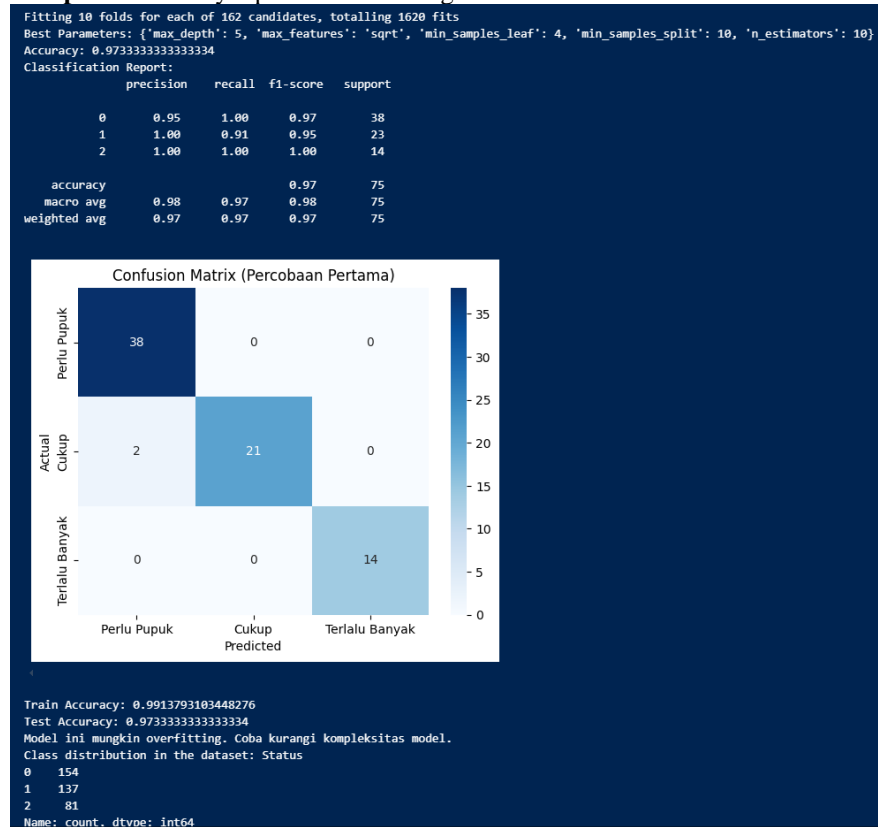 Fitting 10 folds for each of 162 candidates, totalling 1620 fits
Best Parameters: {'max_depth': 5, 'max_features': 'sqrt', 'min_samples_leaf': 4, 'min_samples_split': 10, 'n_estimators': 10}
Accuracy: 0.9733333333333334
Classification Report:
precision recall f1-score support
0 0.95 1.00 0.97 38
1 1.00 0.91 0.95 23
2 1.00 1.00 1.00 14
accuracy 0.97 75
macro avg 0.98 0.97 0.98 75
weighted avg 0.97 0.97 0.97 75
Confusion Matrix (Percobaan Pertama)
Perlu Pupuk
38 0 0
Actual
Cukup
2 21 0
Terlalu Banyak
0 0 14
Perlu Pupuk Cukup Terlalu Banyak
Predicted
35
30
25
20
15
10
5
0
Train Accuracy: 0.9913793103448276
Test Accuracy: 0.9733333333333334
Model ini mungkin overfitting. Coba kurangi kompleksitas model.
Class distribution in the dataset: Status
0 154
1 137
2 81
Name: count, dtype: int64